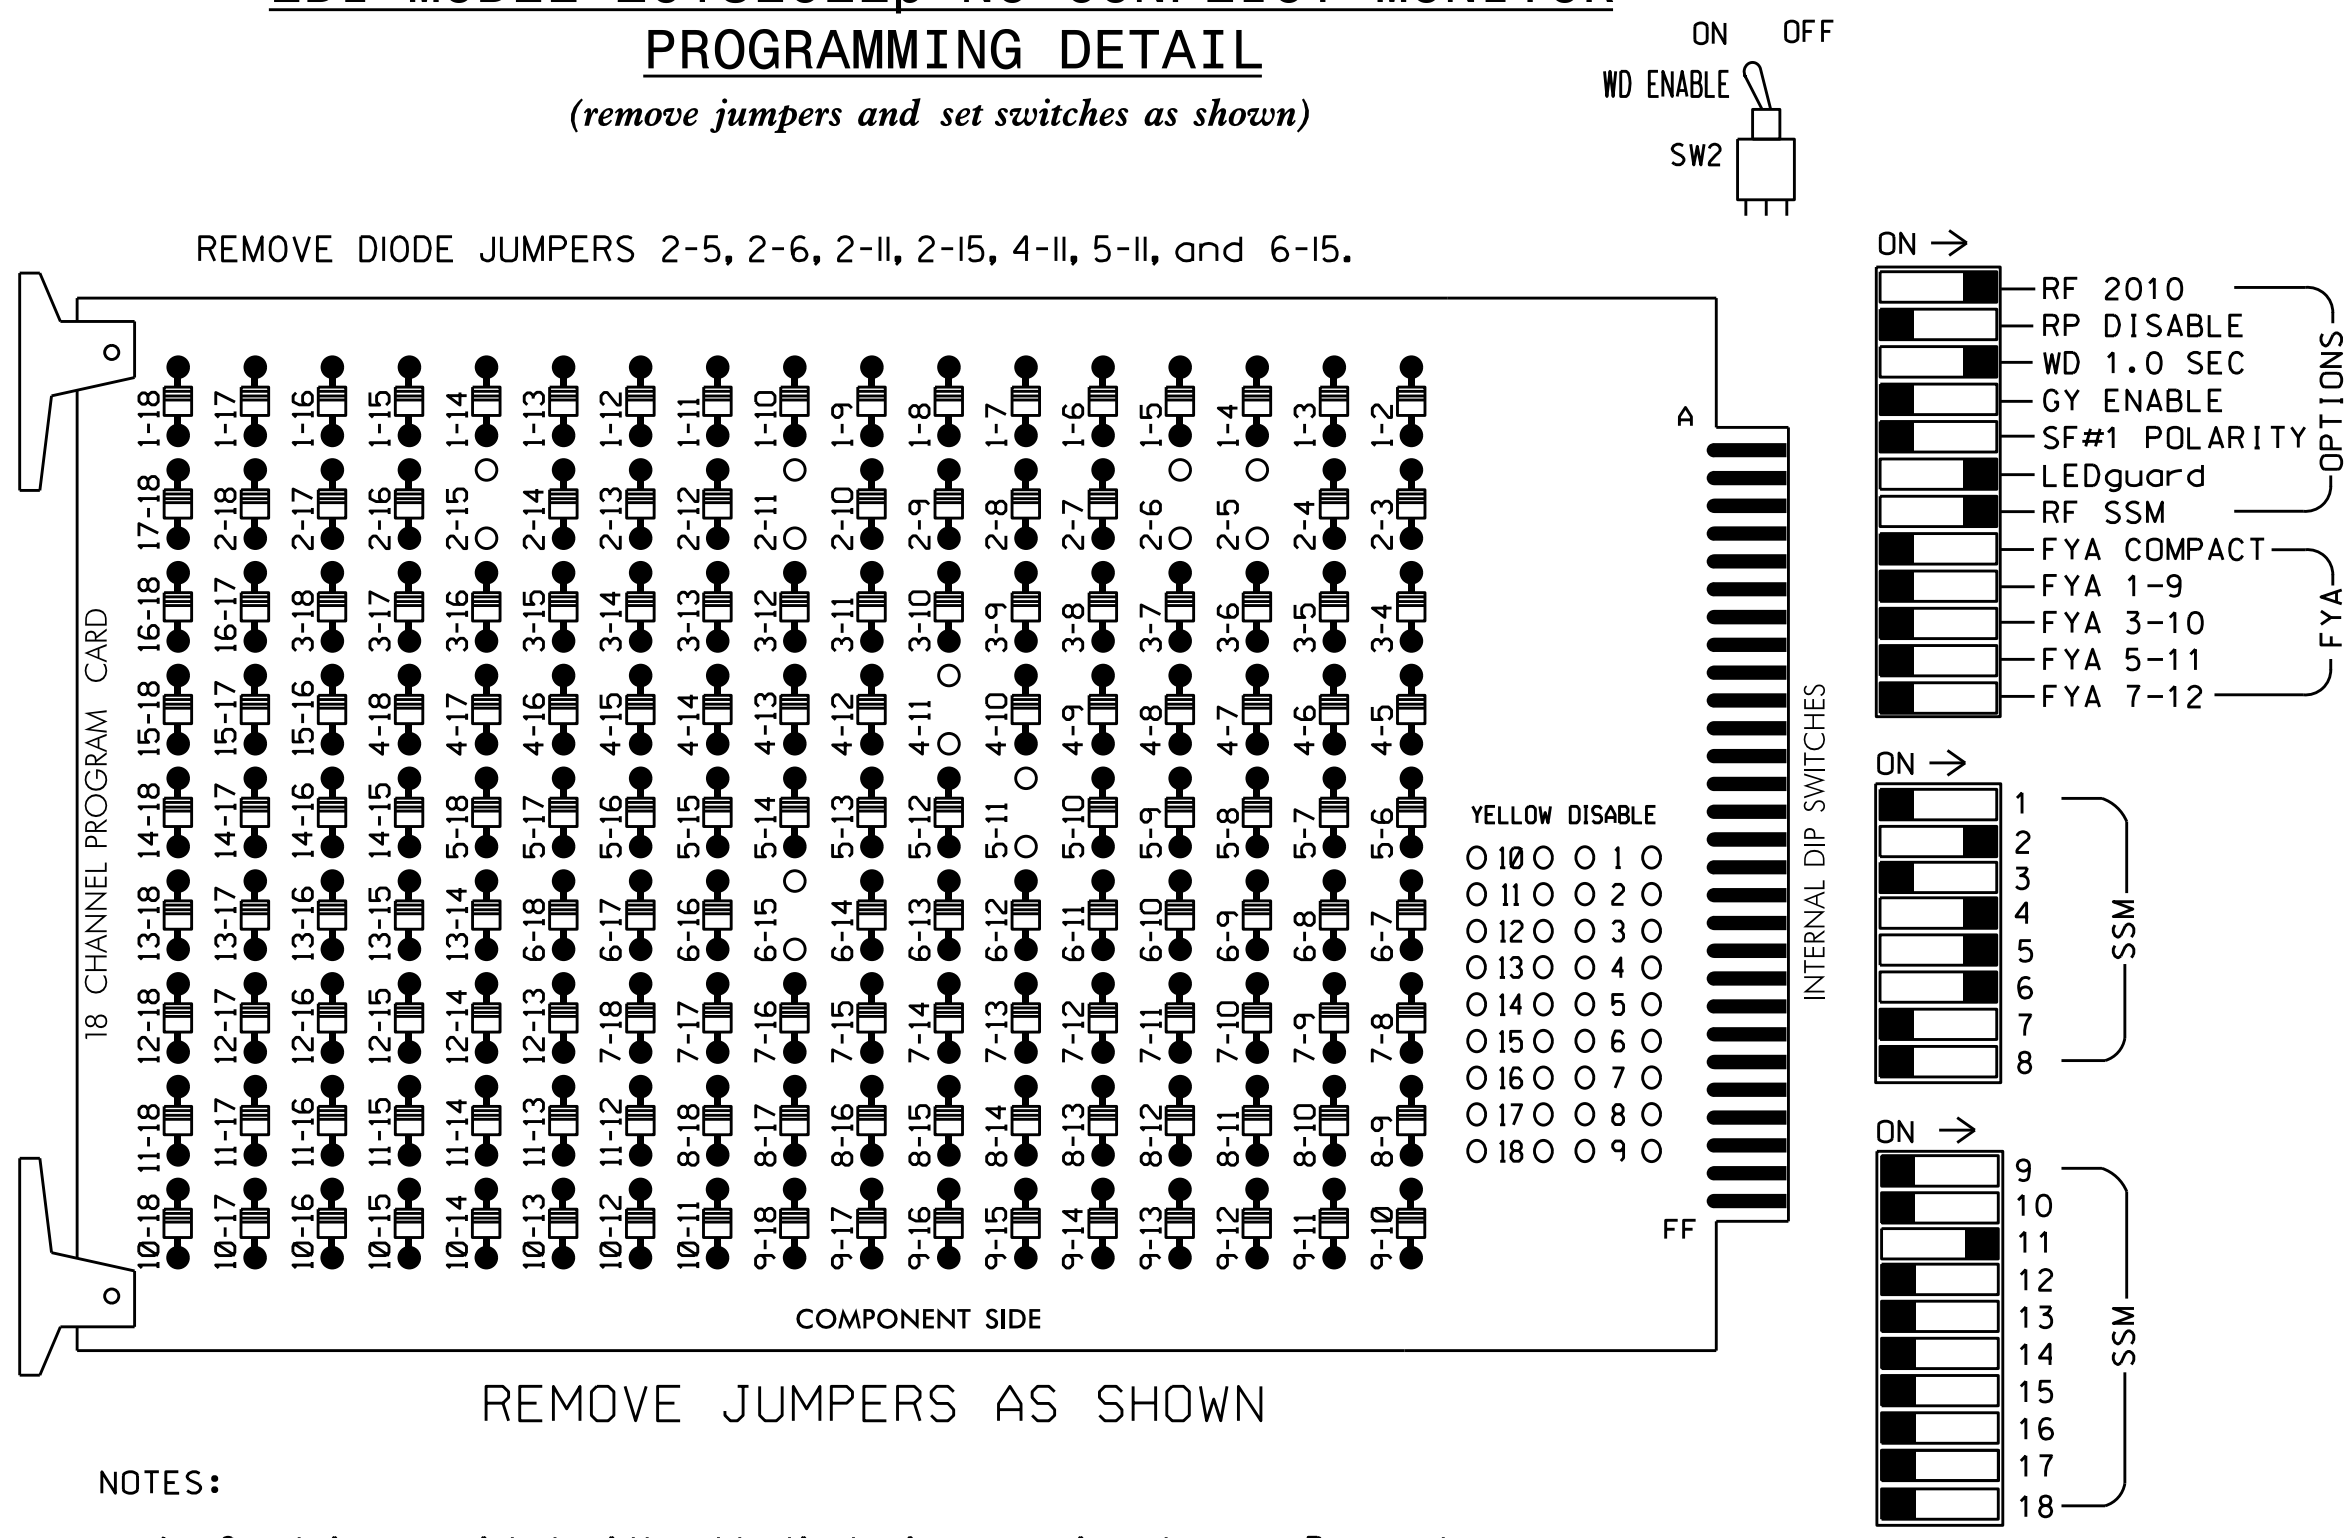 PROGRAMMING DETAIL
(remove jumpers and set switches as shown)
ON OFF
WD ENABLE
SW2
REMOVE DIODE JUMPERS 2-5, 2-6, 2-11, 2-15, 4-11, 5-11, and 6-15.
18 CHANNEL PROGRAM CARD
1-18 1-17 1-16 1-15 1-14 1-13 1-12 1-11 1-10 1-9 1-8 1-7 1-6 1-5 1-4 1-3 1-2
17-18 2-18 2-17 2-16 2-15 2-14 2-13 2-12 2-11 2-10 2-9 2-8 2-7 2-6 2-5 2-4 2-3
16-18 16-17 3-18 3-17 3-16 3-15 3-14 3-13 3-12 3-11 3-10 3-9 3-8 3-7 3-6 3-5 3-4
15-18 15-17 15-16 4-18 4-17 4-16 4-15 4-14 4-13 4-12 4-11 4-10 4-9 4-8 4-7 4-6 4-5
14-18 14-17 14-16 14-15 5-18 5-17 5-16 5-15 5-14 5-13 5-12 5-11 5-10 5-9 5-8 5-7 5-6
13-18 13-17 13-16 13-15 13-14 6-18 6-17 6-16 6-15 6-14 6-13 6-12 6-11 6-10 6-9 6-8 6-7
12-18 12-17 12-16 12-15 12-14 12-13 7-18 7-17 7-16 7-15 7-14 7-13 7-12 7-11 7-10 7-9 7-8
11-18 11-17 11-16 11-15 11-14 11-13 11-12 8-18 8-17 8-16 8-15 8-14 8-13 8-12 8-11 8-10 8-9
10-18 10-17 10-16 10-15 10-14 10-13 10-12 10-11 9-18 9-17 9-16 9-15 9-14 9-13 9-12 9-11 9-10
YELLOW DISABLE
10 1
11 2
12 3
13 4
14 5
15 6
16 7
17 8
18 9
A
FF
COMPONENT SIDE
INTERNAL DIP SWITCHES
ON →
RF 2010
RP DISABLE
WD 1.0 SEC
GY ENABLE
SF#1 POLARITY
LEDguard
RF SSM
OPTIONS
FYA COMPACT
FYA 1-9
FYA 3-10
FYA 5-11
FYA 7-12
FYA
ON →
1
2
3
4
5
6
7
8
SSM
ON →
9
10
11
12
13
14
15
16
17
18
SSM
REMOVE JUMPERS AS SHOWN
NOTES: